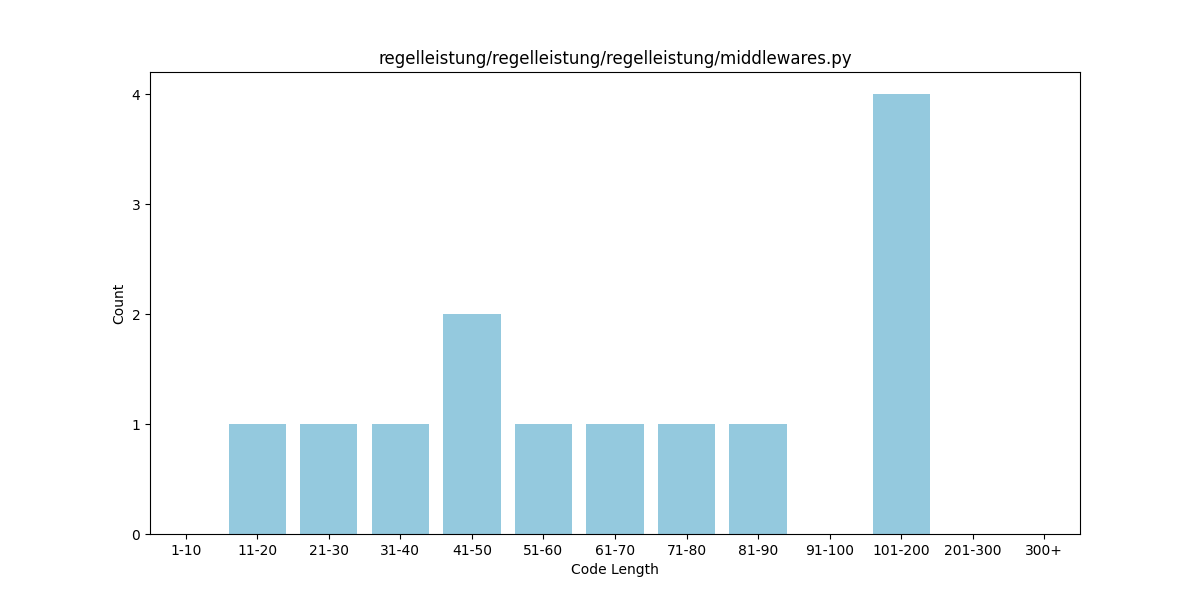 regelleistung/regelleistung/regelleistung/middlewares.py
4
3
2
1
0
Count
1-10 11-20 21-30 31-40 41-50 51-60 61-70 71-80 81-90 91-100 101-200 201-300 300+
Code Length